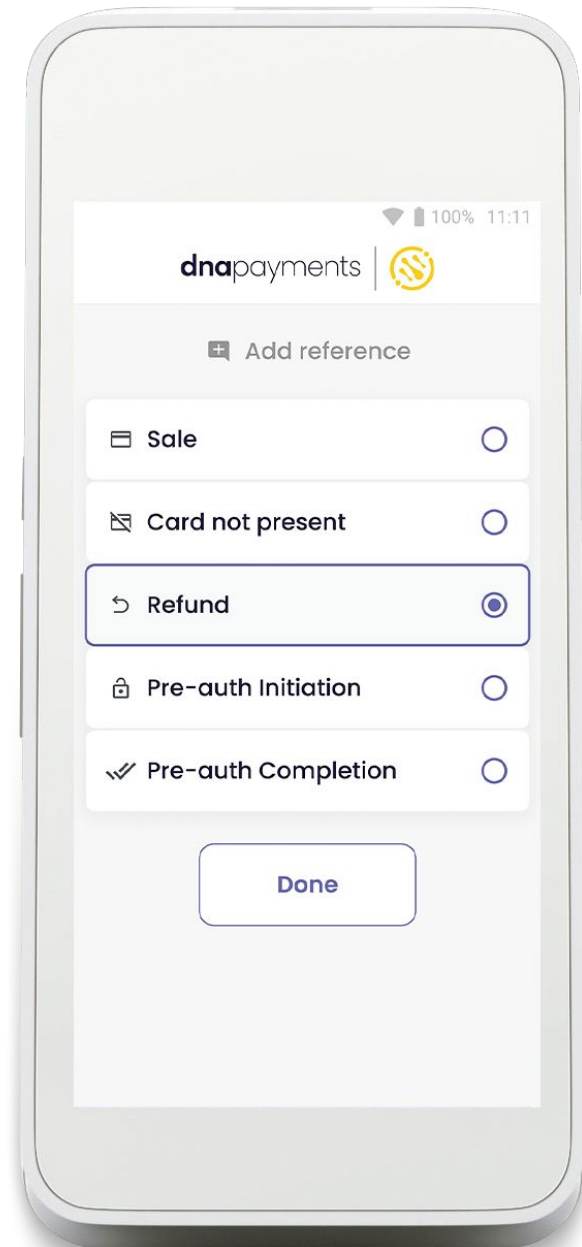 100% 11:11
dnapayments
Add reference
Sale
Card not present
Refund
Pre-auth Initiation
Pre-auth Completion
Done